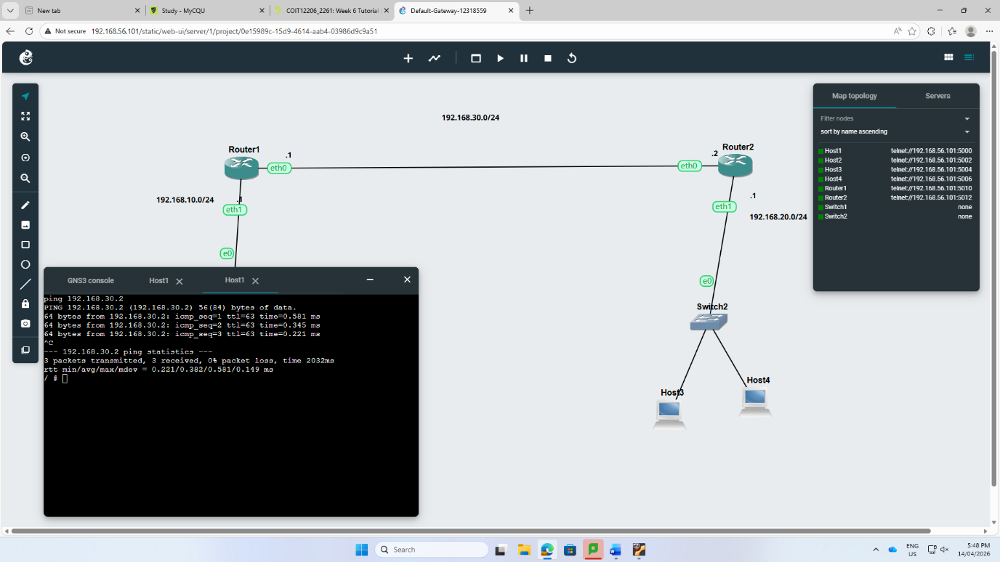 New tab
Study - MyCQU
COIT12206_2261: Week 6 Tutorial
Default-Gateway-12318559
Not secure
192.168.56.101/static/web-ui/server/1/project/0e15989c-15d9-4614-aab4-03986d9c9a51
Map topology
Servers
Filter nodes
sort by name ascending
Host1 telnet://192.168.56.101:5000
Host2 telnet://192.168.56.101:5002
Host3 telnet://192.168.56.101:5004
Host4 telnet://192.168.56.101:5006
Router1 telnet://192.168.56.101:5010
Router2 telnet://192.168.56.101:5012
Switch1 none
Switch2 none
192.168.30.0/24
Router1
.1
eth0
eth0
.2
Router2
192.168.10.0/24
.1
eth1
e0
.1
eth1
192.168.20.0/24
e0
Switch2
Host3
Host4
GNS3 console
Host1
Host1
ping 192.168.30.2
PING 192.168.30.2 (192.168.30.2) 56(84) bytes of data.
64 bytes from 192.168.30.2: icmp_seq=1 ttl=63 time=0.581 ms
64 bytes from 192.168.30.2: icmp_seq=2 ttl=63 time=0.345 ms
64 bytes from 192.168.30.2: icmp_seq=3 ttl=63 time=0.221 ms
^C
--- 192.168.30.2 ping statistics ---
3 packets transmitted, 3 received, 0% packet loss, time 2032ms
rtt min/avg/max/mdev = 0.221/0.382/0.581/0.149 ms
/ #
Search
ENG
US
5:48 PM
14/04/2026